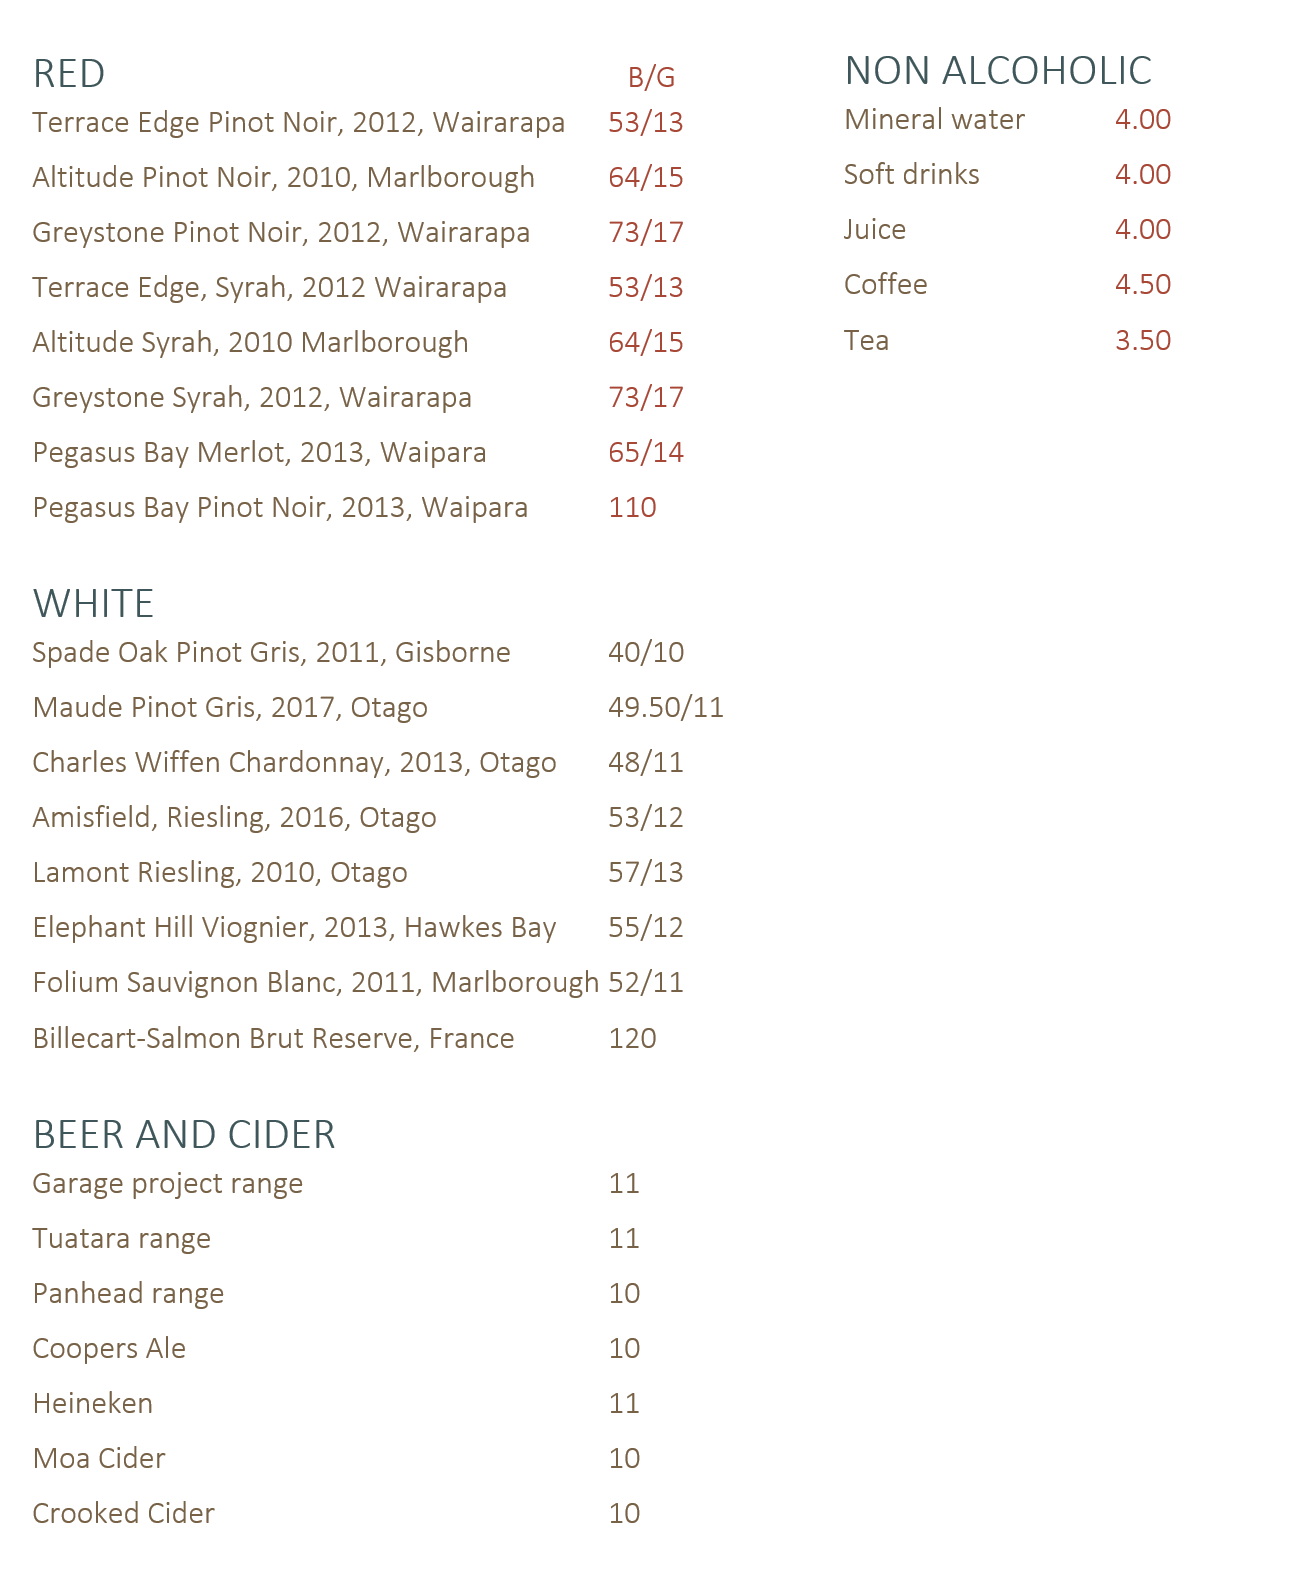 RED B/G
Terrace Edge Pinot Noir, 2012, Wairarapa 53/13
Altitude Pinot Noir, 2010, Marlborough 64/15
Greystone Pinot Noir, 2012, Wairarapa 73/17
Terrace Edge, Syrah, 2012 Wairarapa 53/13
Altitude Syrah, 2010 Marlborough 64/15
Greystone Syrah, 2012, Wairarapa 73/17
Pegasus Bay Merlot, 2013, Waipara 65/14
Pegasus Bay Pinot Noir, 2013, Waipara 110
WHITE
Spade Oak Pinot Gris, 2011, Gisborne 40/10
Maude Pinot Gris, 2017, Otago 49.50/11
Charles Wiffen Chardonnay, 2013, Otago 48/11
Amisfield, Riesling, 2016, Otago 53/12
Lamont Riesling, 2010, Otago 57/13
Elephant Hill Viognier, 2013, Hawkes Bay 55/12
Folium Sauvignon Blanc, 2011, Marlborough 52/11
Billecart-Salmon Brut Reserve, France 120
BEER AND CIDER
Garage project range 11
Tuatara range 11
Panhead range 10
Coopers Ale 10
Heineken 11
Moa Cider 10
Crooked Cider 10
NON ALCOHOLIC
Mineral water 4.00
Soft drinks 4.00
Juice 4.00
Coffee 4.50
Tea 3.50